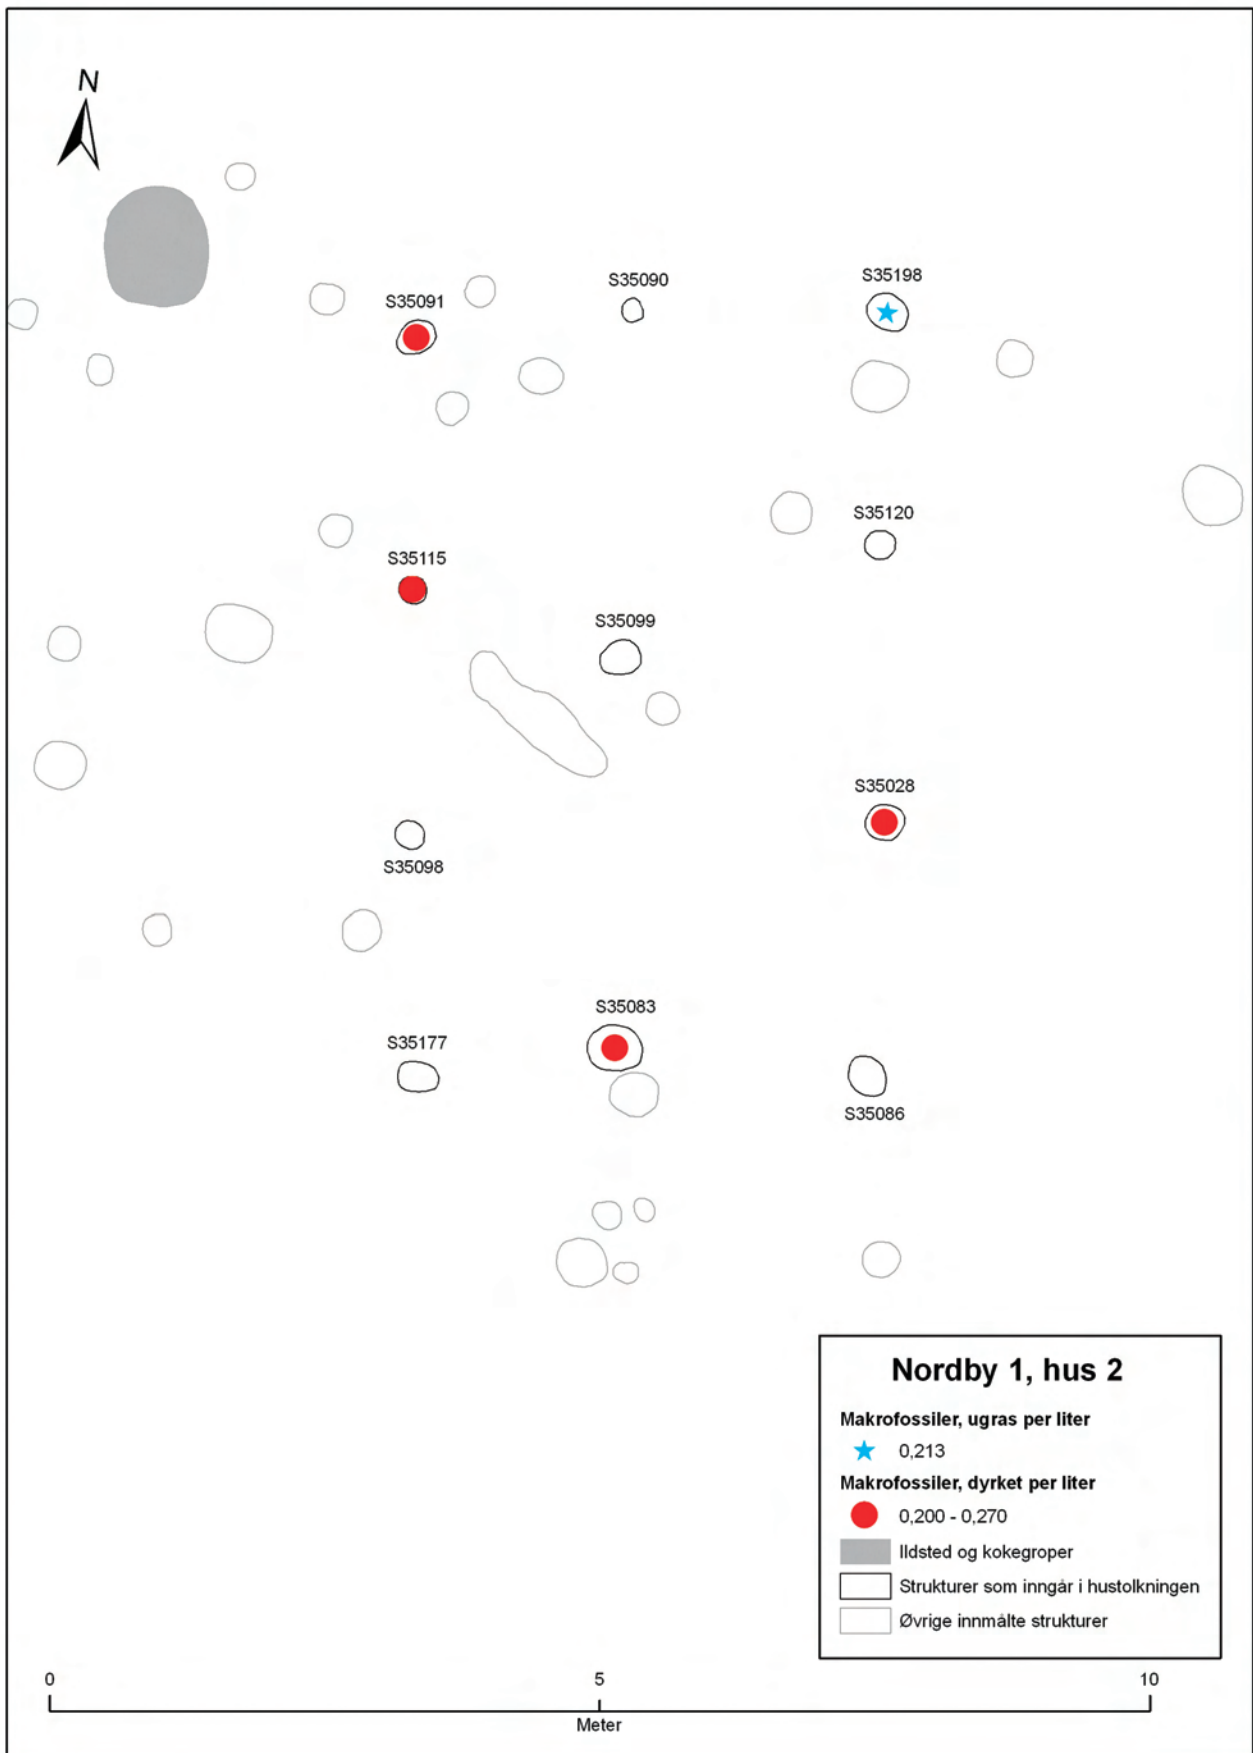 N
S35090
S35198
S35091
S35120
S35115
S35099
S35028
S35098
S35083
S35177
S35086
Nordby 1, hus 2
Makrofossiler, ugras per liter
0,213
Makrofossiler, dyrket per liter
0,200 - 0,270
Ildsted og kokegroper
Strukturer som inngår i hustolkningen
Øvrige innmålte strukturer
0 5 10
Meter